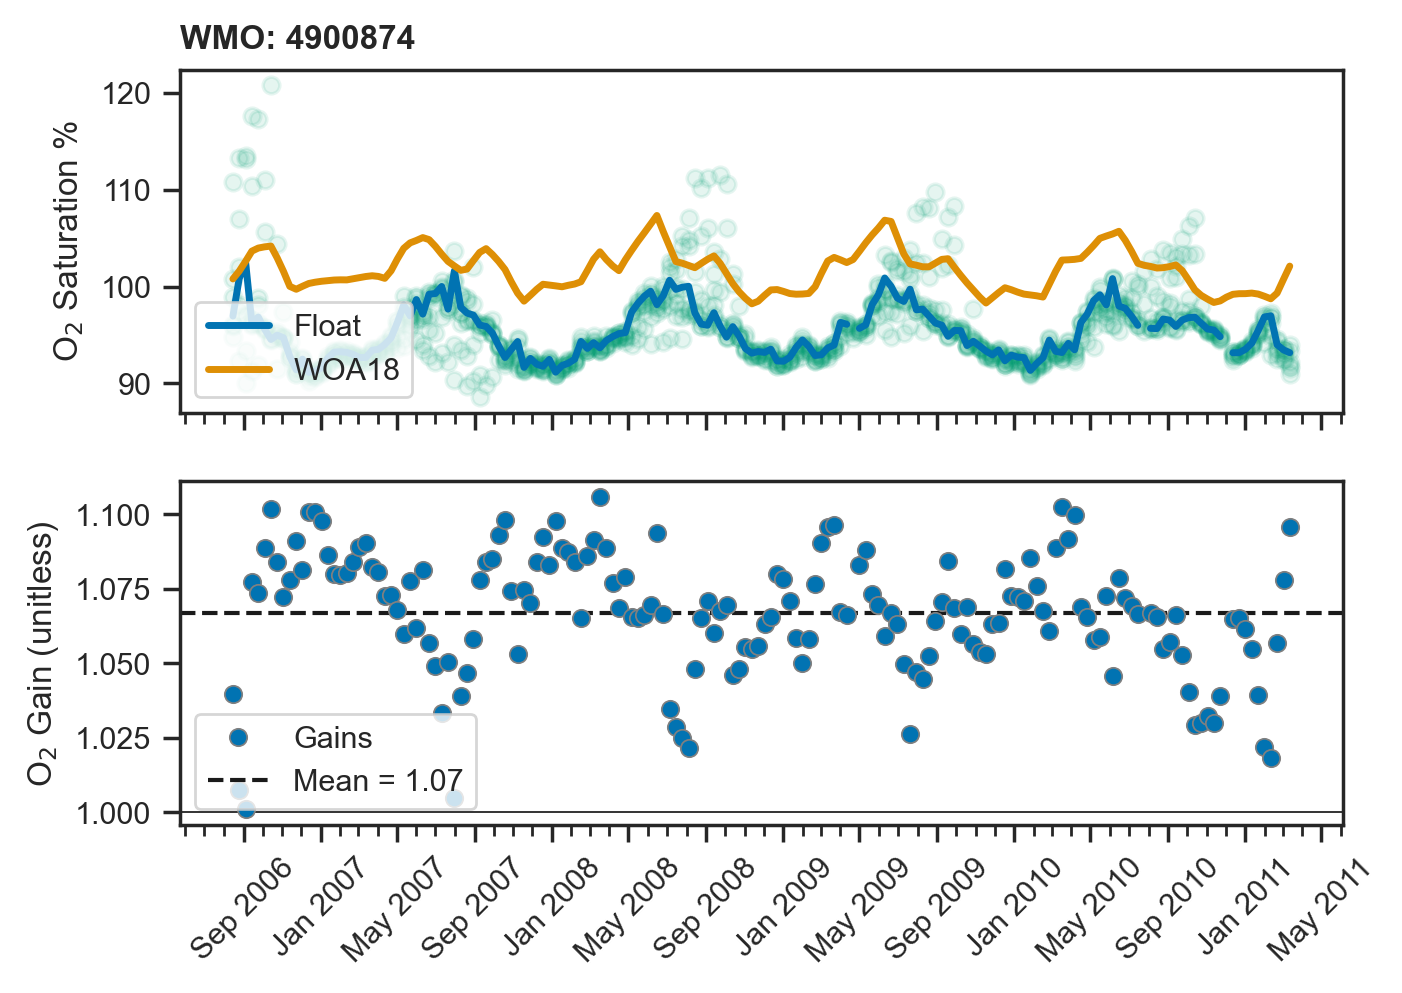 WMO: 4900874
O₂ Saturation %
120
110
100
90
Float
WOA18
O₂ Gain (unitless)
1.100
1.075
1.050
1.025
1.000
Gains
Mean = 1.07
Sep 2006
Jan 2007
May 2007
Sep 2007
Jan 2008
May 2008
Sep 2008
Jan 2009
May 2009
Sep 2009
Jan 2010
May 2010
Sep 2010
Jan 2011
May 2011